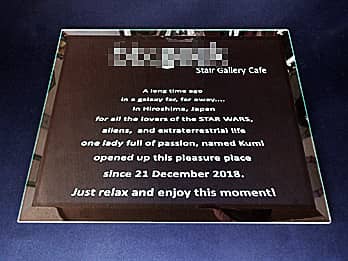 Stair Gallery Cafe
A long time ago
in a galaxy far, far away....
In Hiroshima, Japan
for all the lovers of the STAR WARS,
aliens, and extraterrestrial life
one lady full of passion, named Kumi
opened up this pleasure place
since 21 December 2018.
Just relax and enjoy this moment!